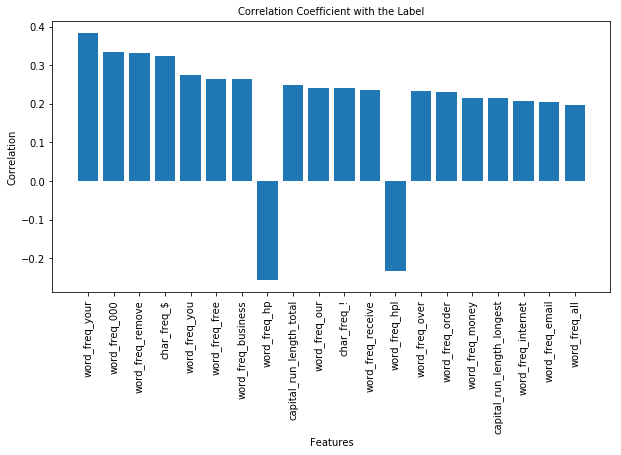 Correlation Coefficient with the Label
Correlation
0.4
0.3
0.2
0.1
0.0
−0.1
−0.2
word_freq_your
word_freq_000
word_freq_remove
char_freq_$
word_freq_you
word_freq_free
word_freq_business
word_freq_hp
capital_run_length_total
word_freq_our
char_freq_!
word_freq_receive
word_freq_hpl
word_freq_over
word_freq_order
word_freq_money
capital_run_length_longest
word_freq_internet
word_freq_email
word_freq_all
Features